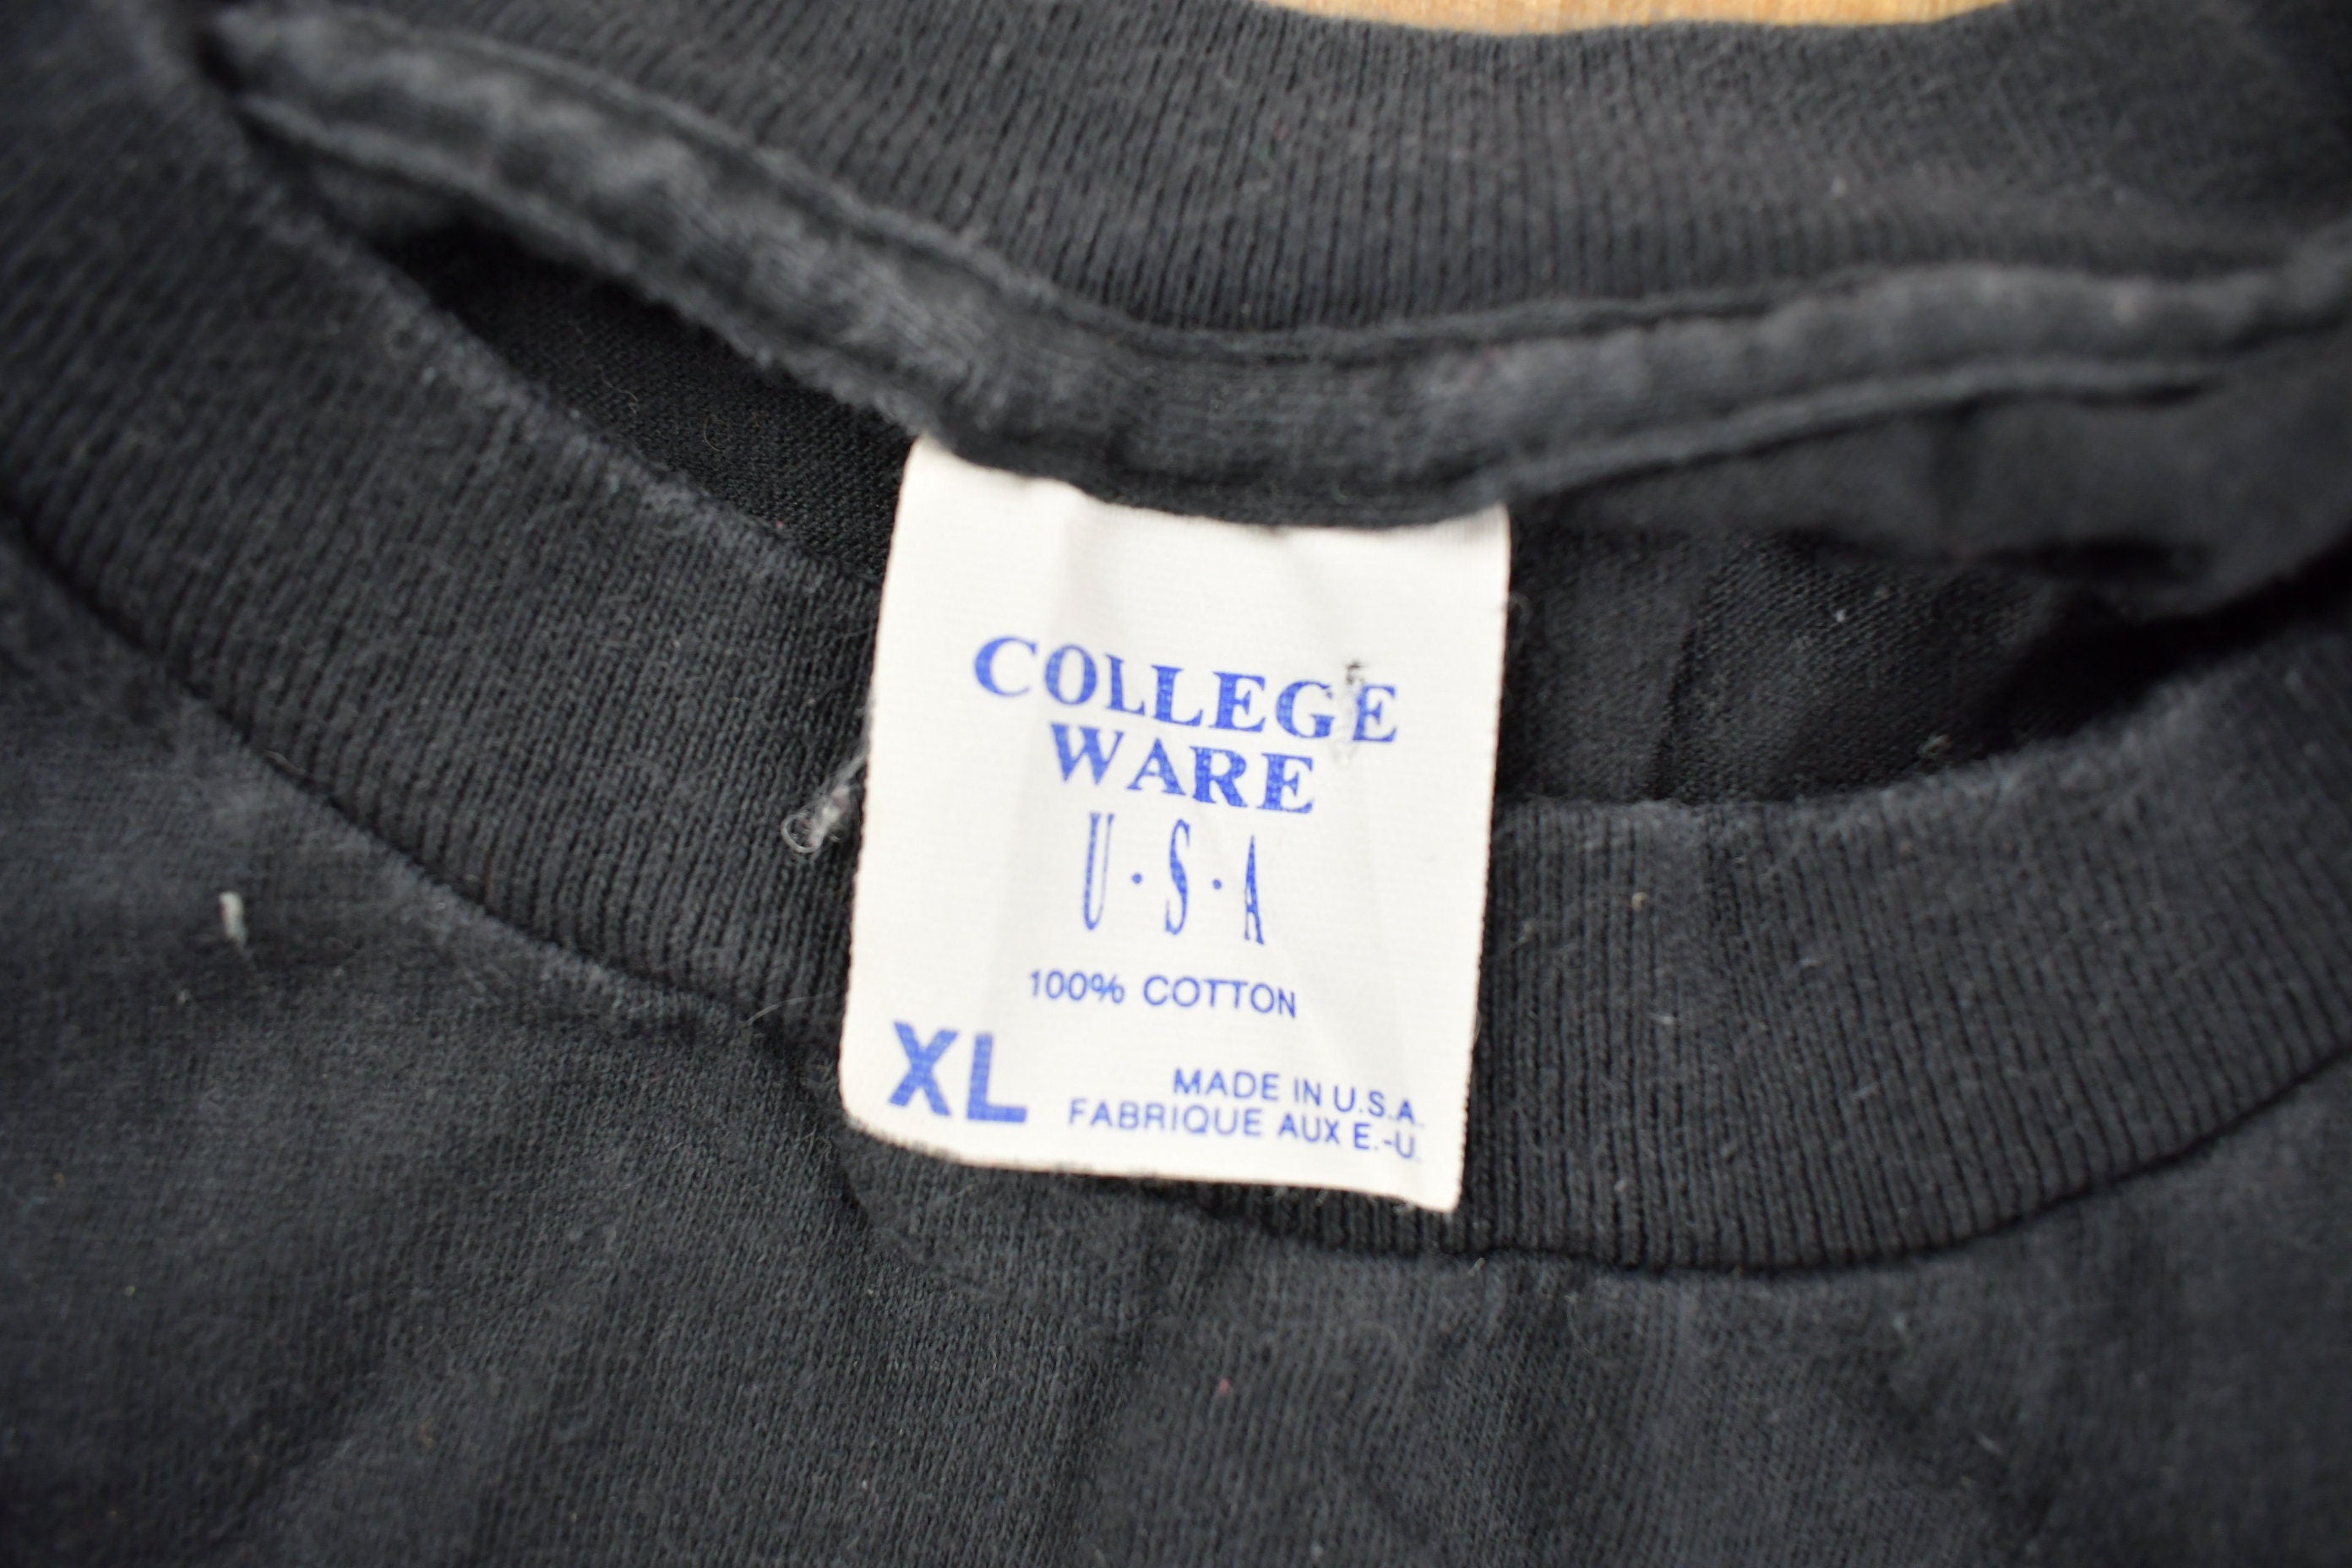 COLLEGE
WARE
U·S·A
100% COTTON
XL
MADE IN U.S.A.
FABRIQUE AUX E.-U.